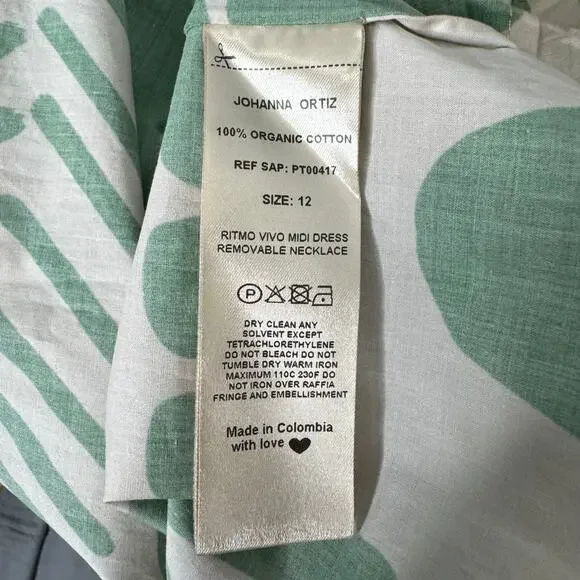 JOHANNA ORTIZ
100% ORGANIC COTTON
REF SAP: PT00417
SIZE: 12
RITMO VIVO MIDI DRESS
REMOVABLE NECKLACE
P
DRY CLEAN ANY
SOLVENT EXCEPT
TETRACHLORETHYLENE
DO NOT BLEACH DO NOT
TUMBLE DRY WARM IRON
MAXIMUM 110C 230F DO
NOT IRON OVER RAFFIA
FRINGE AND EMBELLISHMENT
Made in Colombia
with love